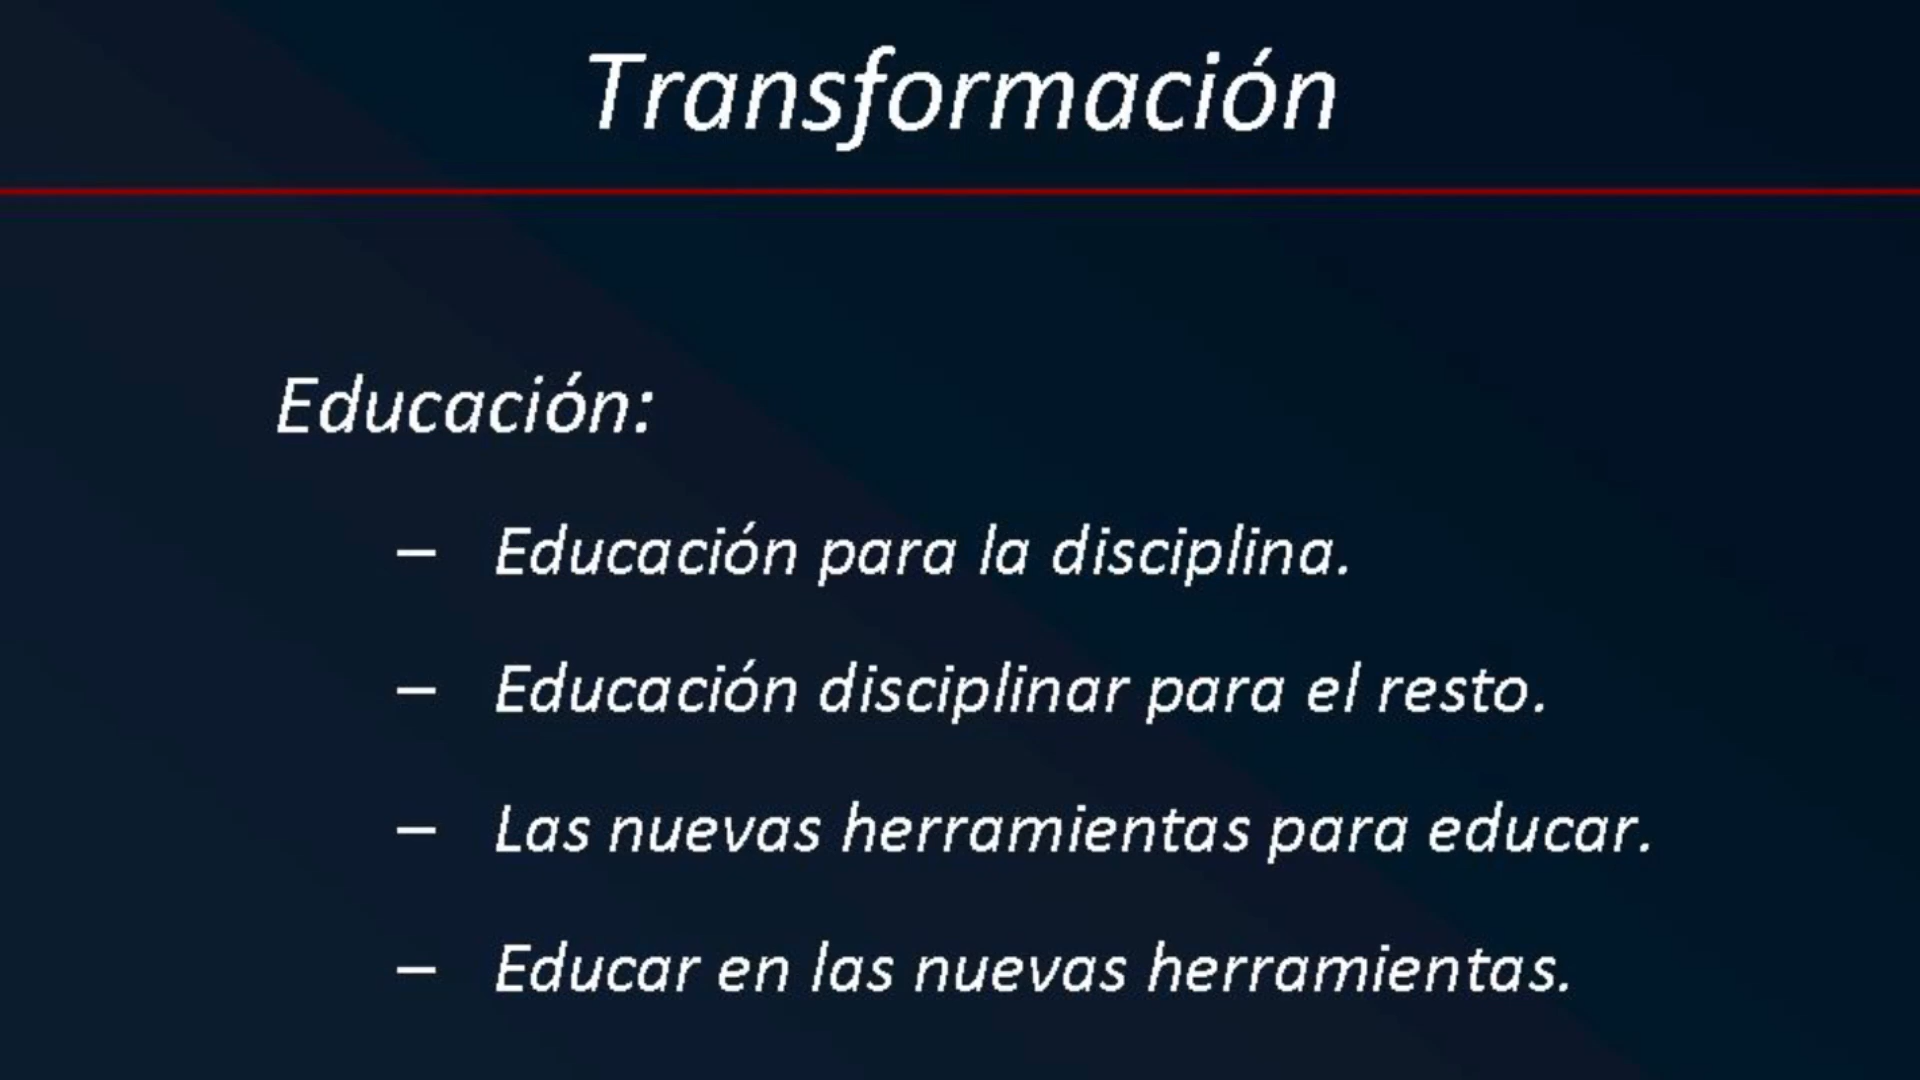 Transformación
Educación:
– Educación para la disciplina.
– Educación disciplinar para el resto.
– Las nuevas herramientas para educar.
– Educar en las nuevas herramientas.